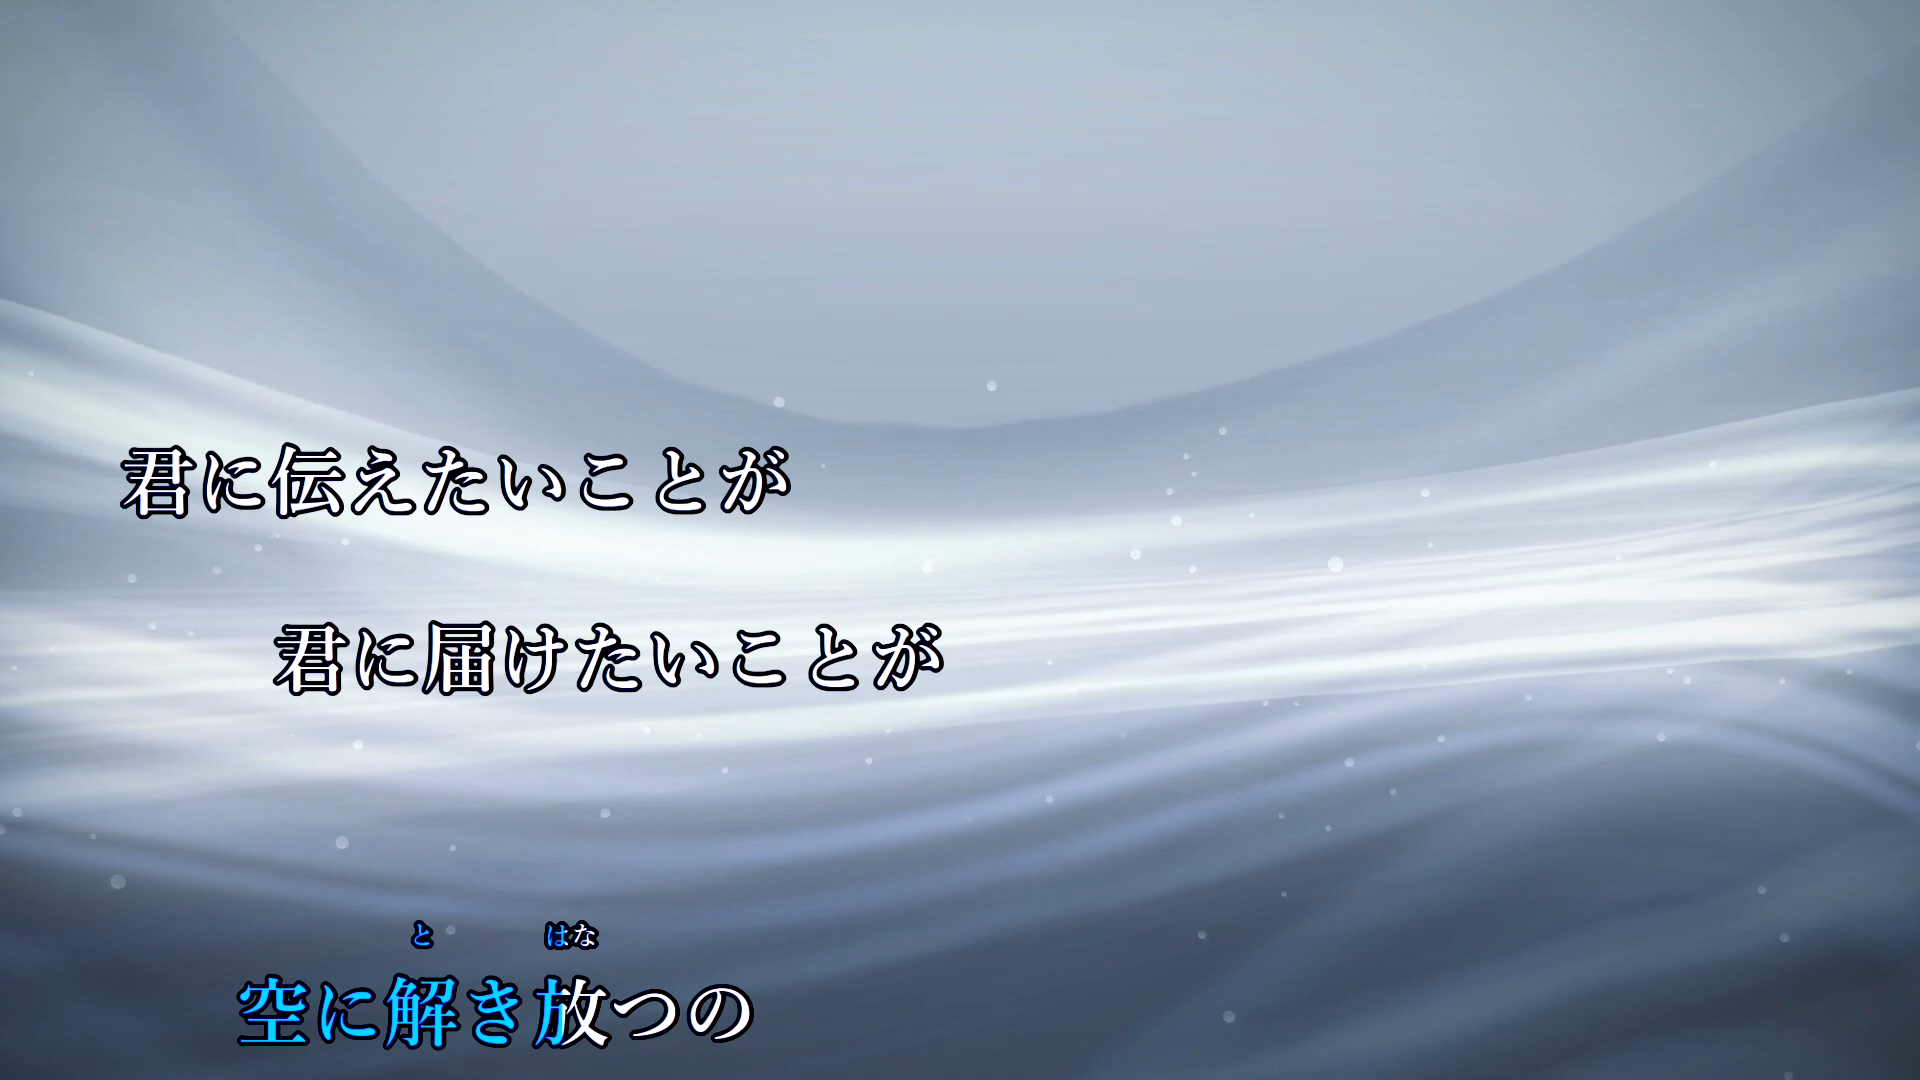 君に伝えたいことが
君に届けたいことが
と はな
空に解き放つの